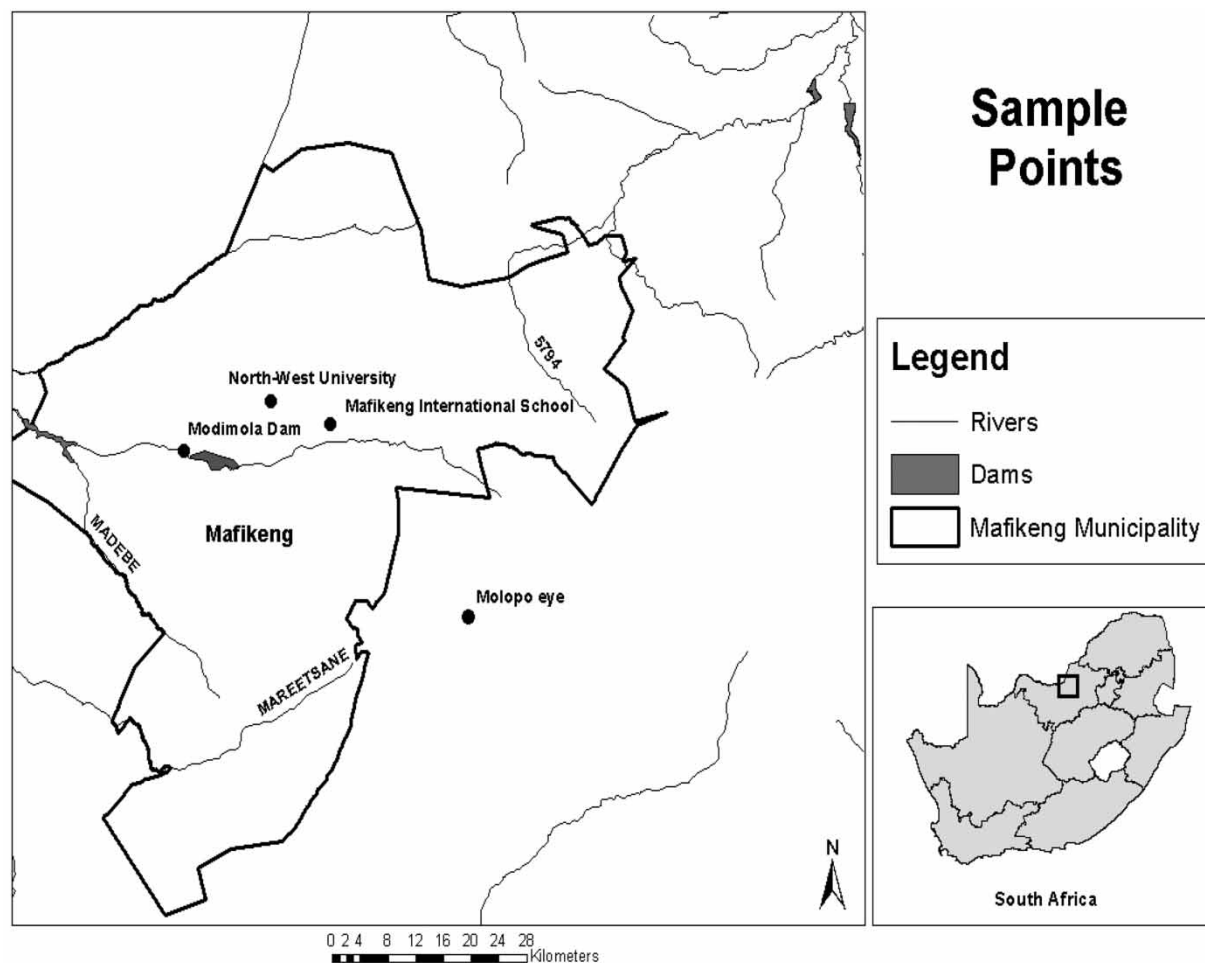 Sample
Points
5794
North-West University
Mafikeng International School
Modimola Dam
Mafikeng
MADEBE
Molopo eye
MAREETSANE
N
0 2 4 8 12 16 20 24 28
Kilometers
Legend
Rivers
Dams
Mafikeng Municipality
South Africa